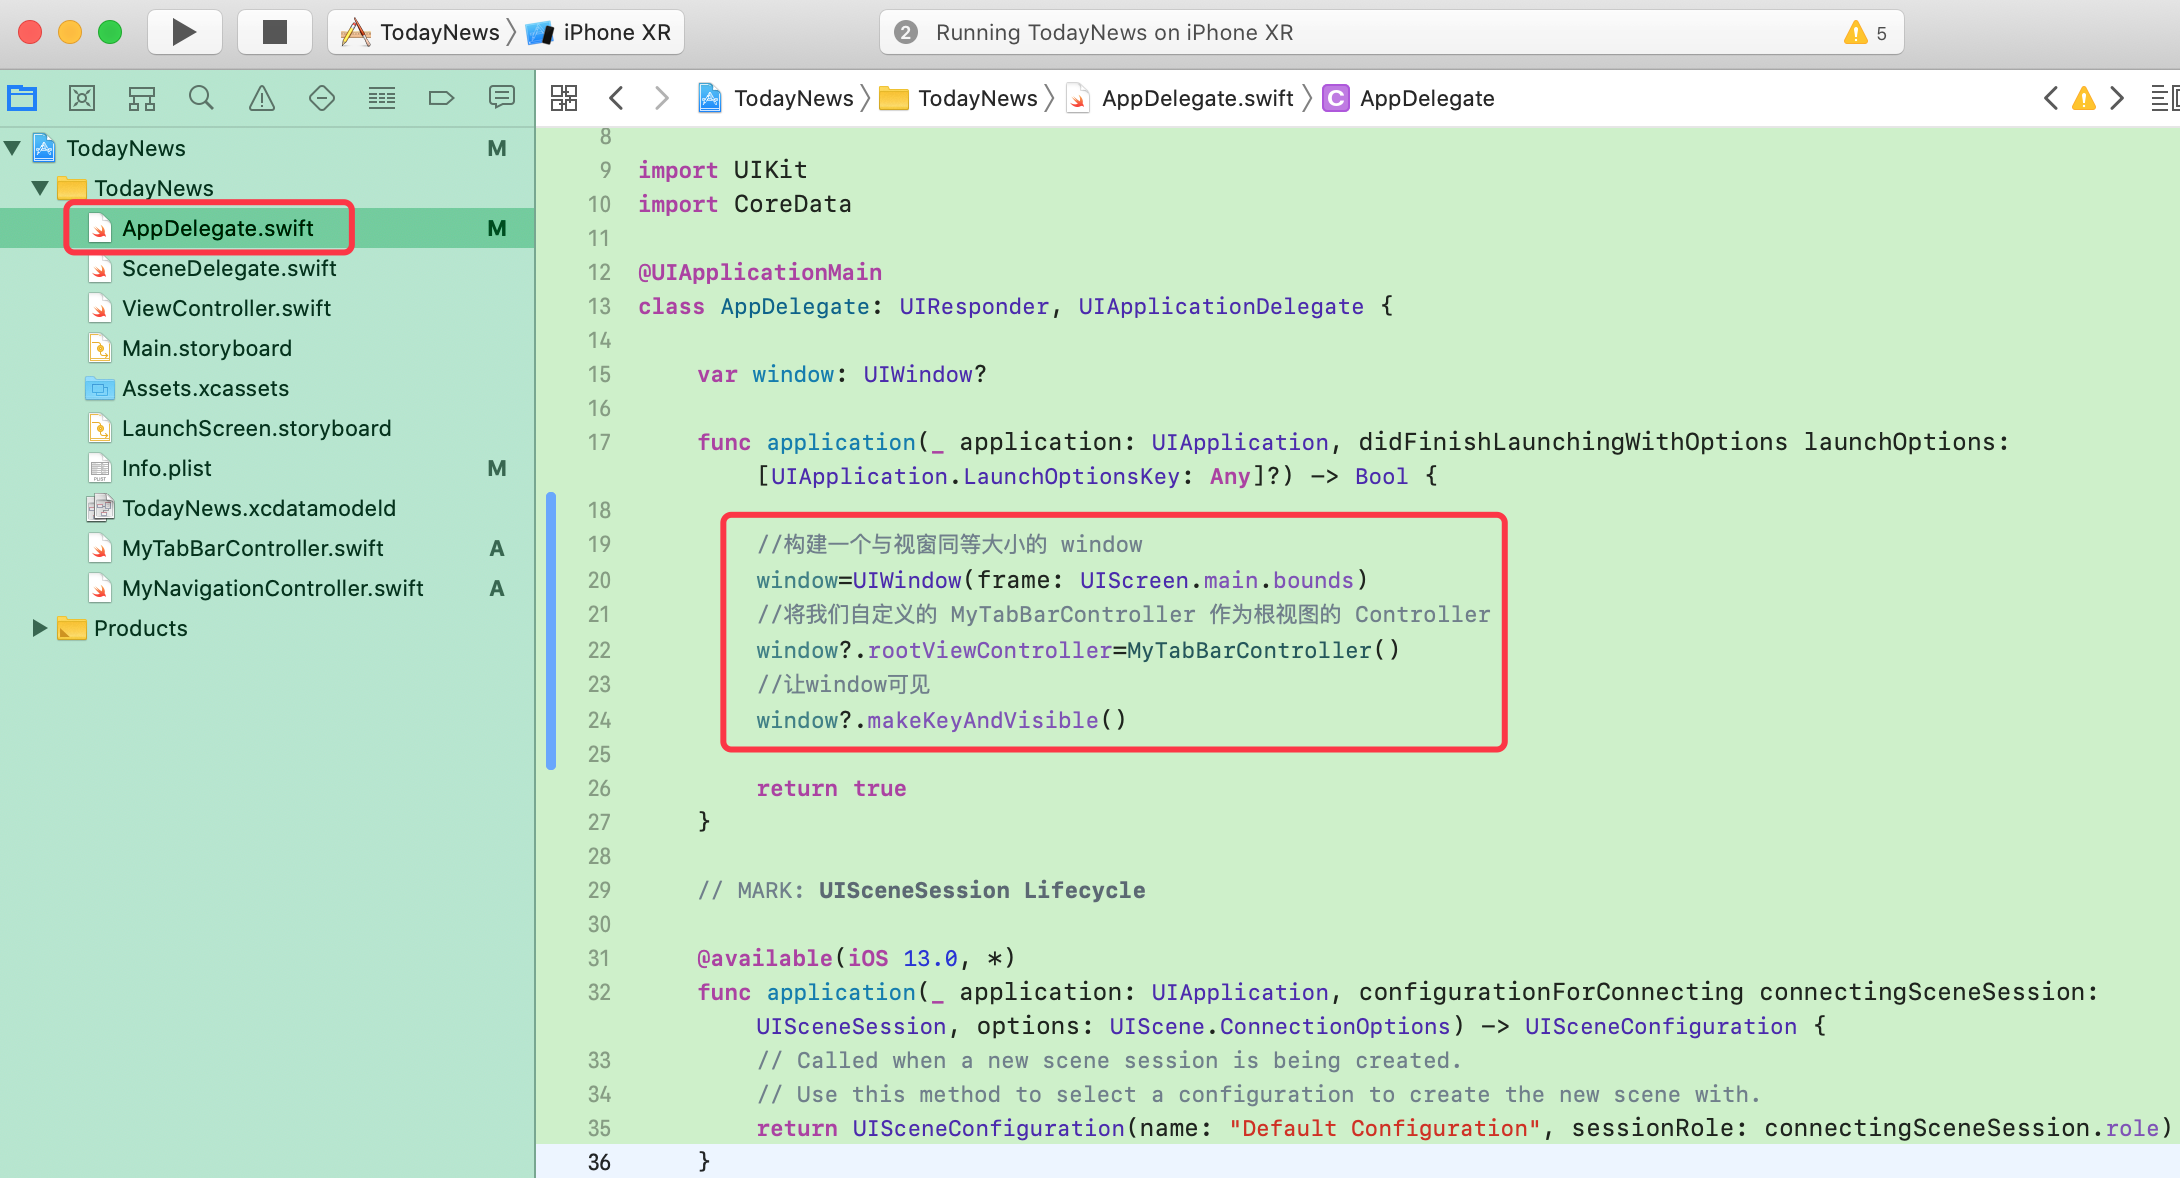 TodayNews iPhone XR
2 Running TodayNews on iPhone XR 5
TodayNews TodayNews AppDelegate.swift C AppDelegate
TodayNews M
TodayNews
AppDelegate.swift M
SceneDelegate.swift
ViewController.swift
Main.storyboard
Assets.xcassets
LaunchScreen.storyboard
Info.plist M
TodayNews.xcdatamodeld
MyTabBarController.swift A
MyNavigationController.swift A
Products
8
9 import UIKit
10 import CoreData
11
12 @UIApplicationMain
13 class AppDelegate: UIResponder, UIApplicationDelegate {
14
15 var window: UIWindow?
16
17 func application(_ application: UIApplication, didFinishLaunchingWithOptions launchOptions:
[UIApplication.LaunchOptionsKey: Any]?) -> Bool {
18
19 //构建一个与视窗同等大小的 window
20 window=UIWindow(frame: UIScreen.main.bounds)
21 //将我们自定义的 MyTabBarController 作为根视图的 Controller
22 window?.rootViewController=MyTabBarController()
23 //让window可见
24 window?.makeKeyAndVisible()
25
26 return true
27 }
28
29 // MARK: UISceneSession Lifecycle
30
31 @available(iOS 13.0, *)
32 func application(_ application: UIApplication, configurationForConnecting connectingSceneSession:
UISceneSession, options: UIScene.ConnectionOptions) -> UISceneConfiguration {
33 // Called when a new scene session is being created.
34 // Use this method to select a configuration to create the new scene with.
35 return UISceneConfiguration(name: "Default Configuration", sessionRole: connectingSceneSession.role)
36 }